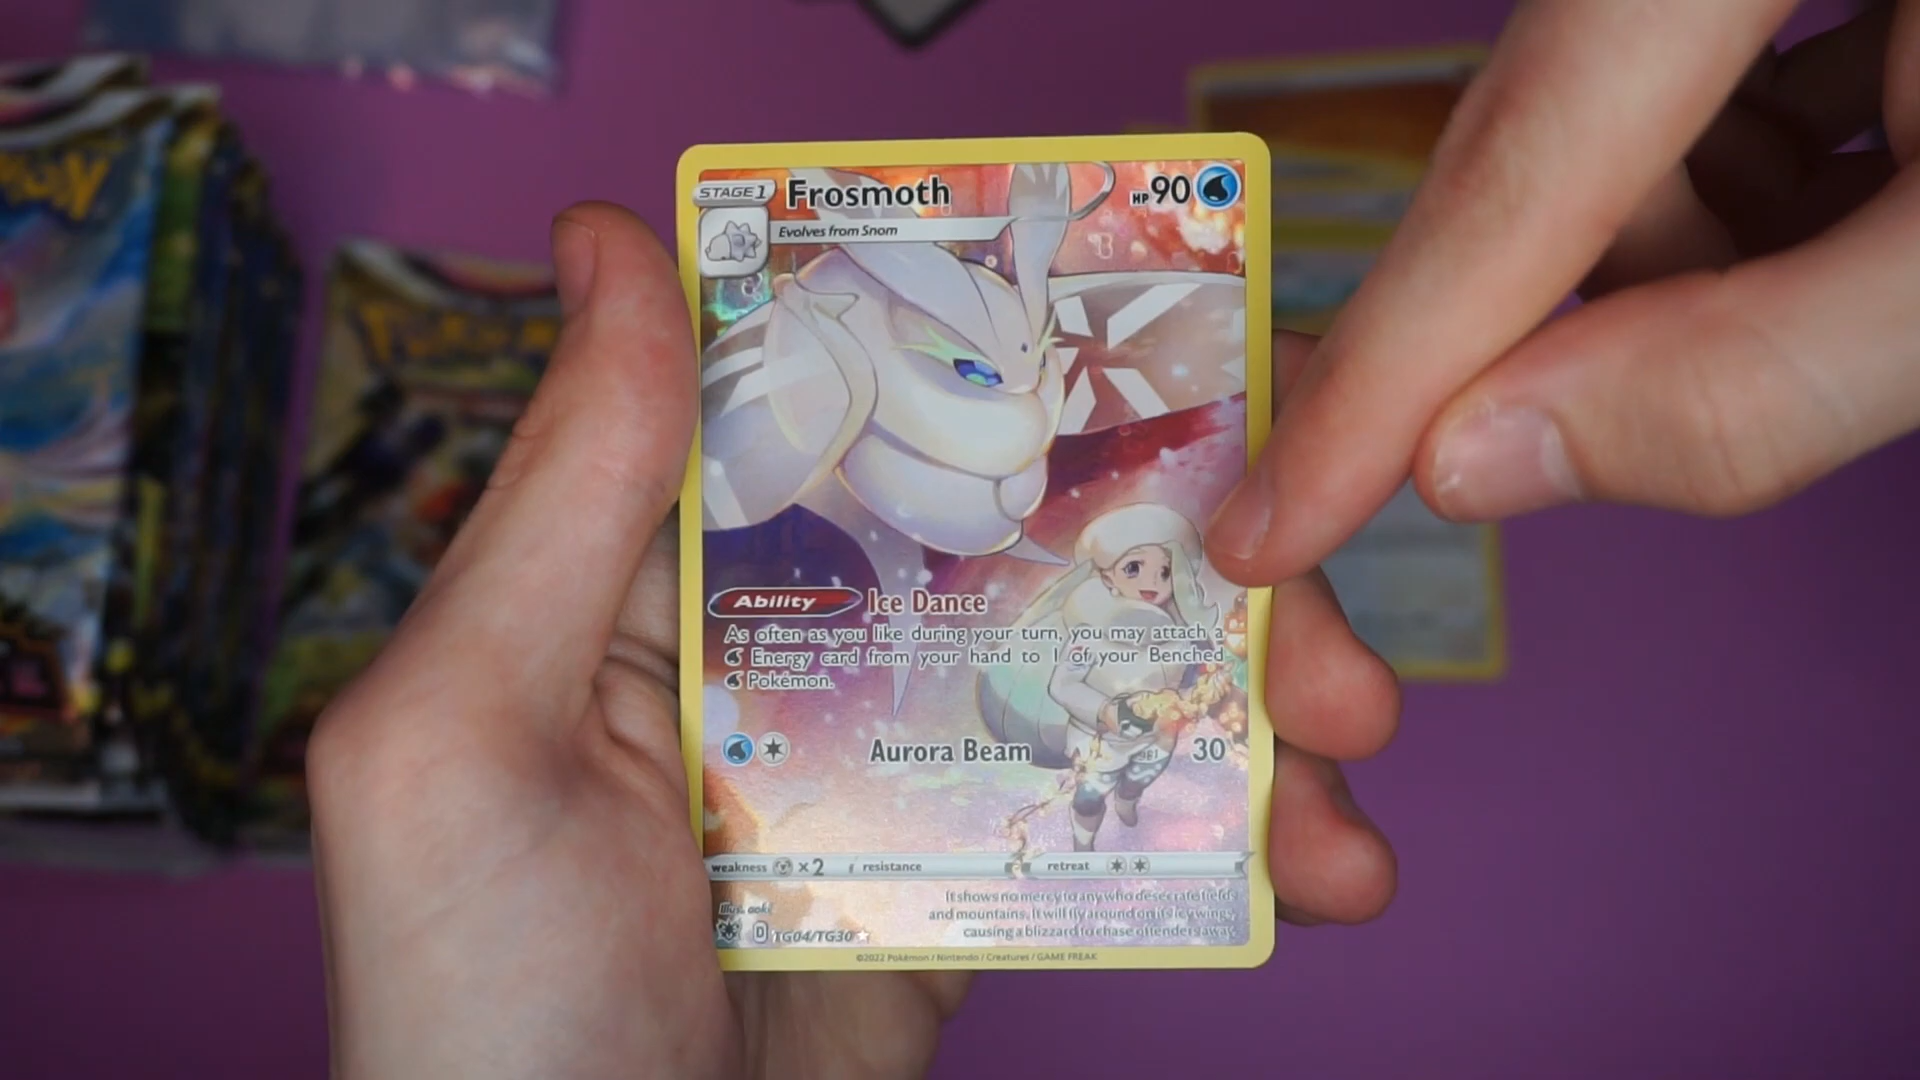 STAGE 1 Frosmoth HP 90
Evolves from Snom
Ability Ice Dance
As often as you like during your turn, you may attach a
Energy card from your hand to 1 of your Benched
Pokémon.
Aurora Beam 30
weakness ×2 resistance retreat
It shows no mercy to any who desecrate fields
and mountains. It will fly around on its icy wings,
causing a blizzard to chase offenders away.
Illus. aoki
D TG04/TG30
©2022 Pokémon / Nintendo / Creatures / GAME FREAK